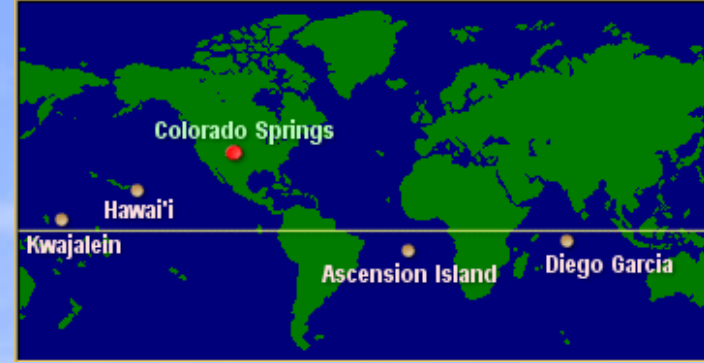 Colorado Springs
Hawai'i
Kwajalein
Ascension Island
Diego Garcia